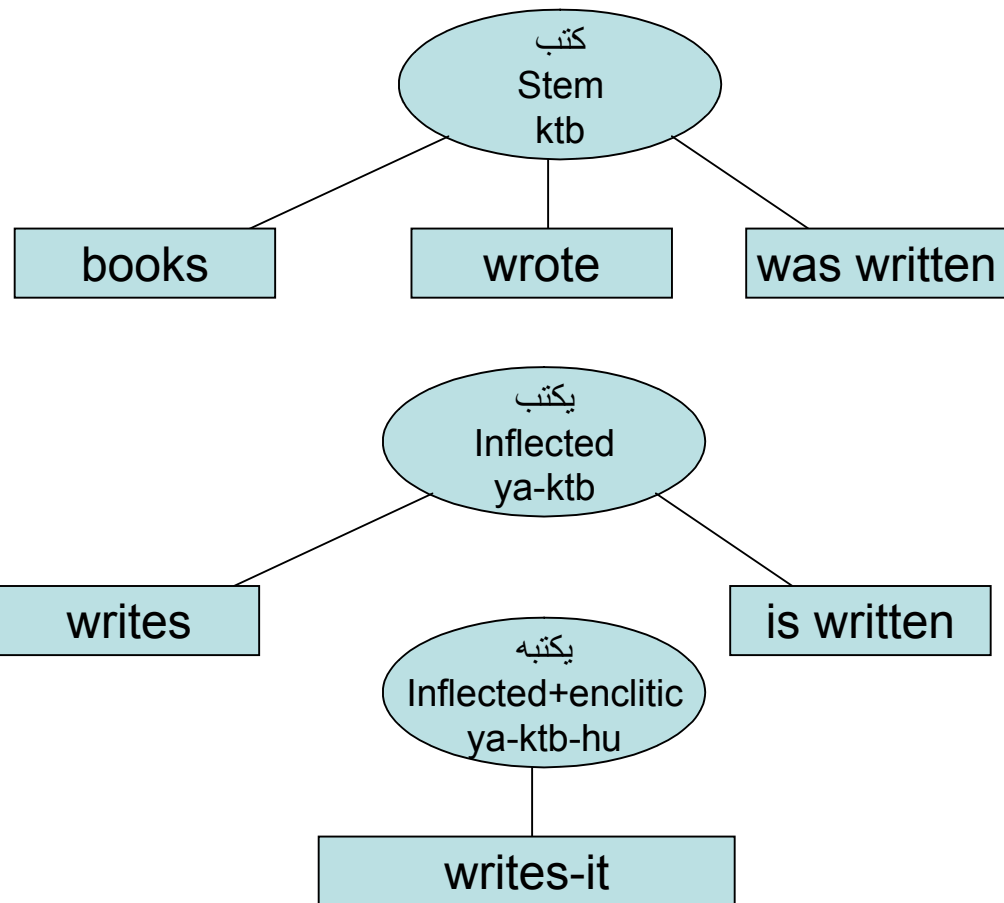 كتب
Stem
ktb
books
wrote
was written
يكتب
Inflected
ya-ktb
writes
is written
يكتبه
Inflected+enclitic
ya-ktb-hu
writes-it